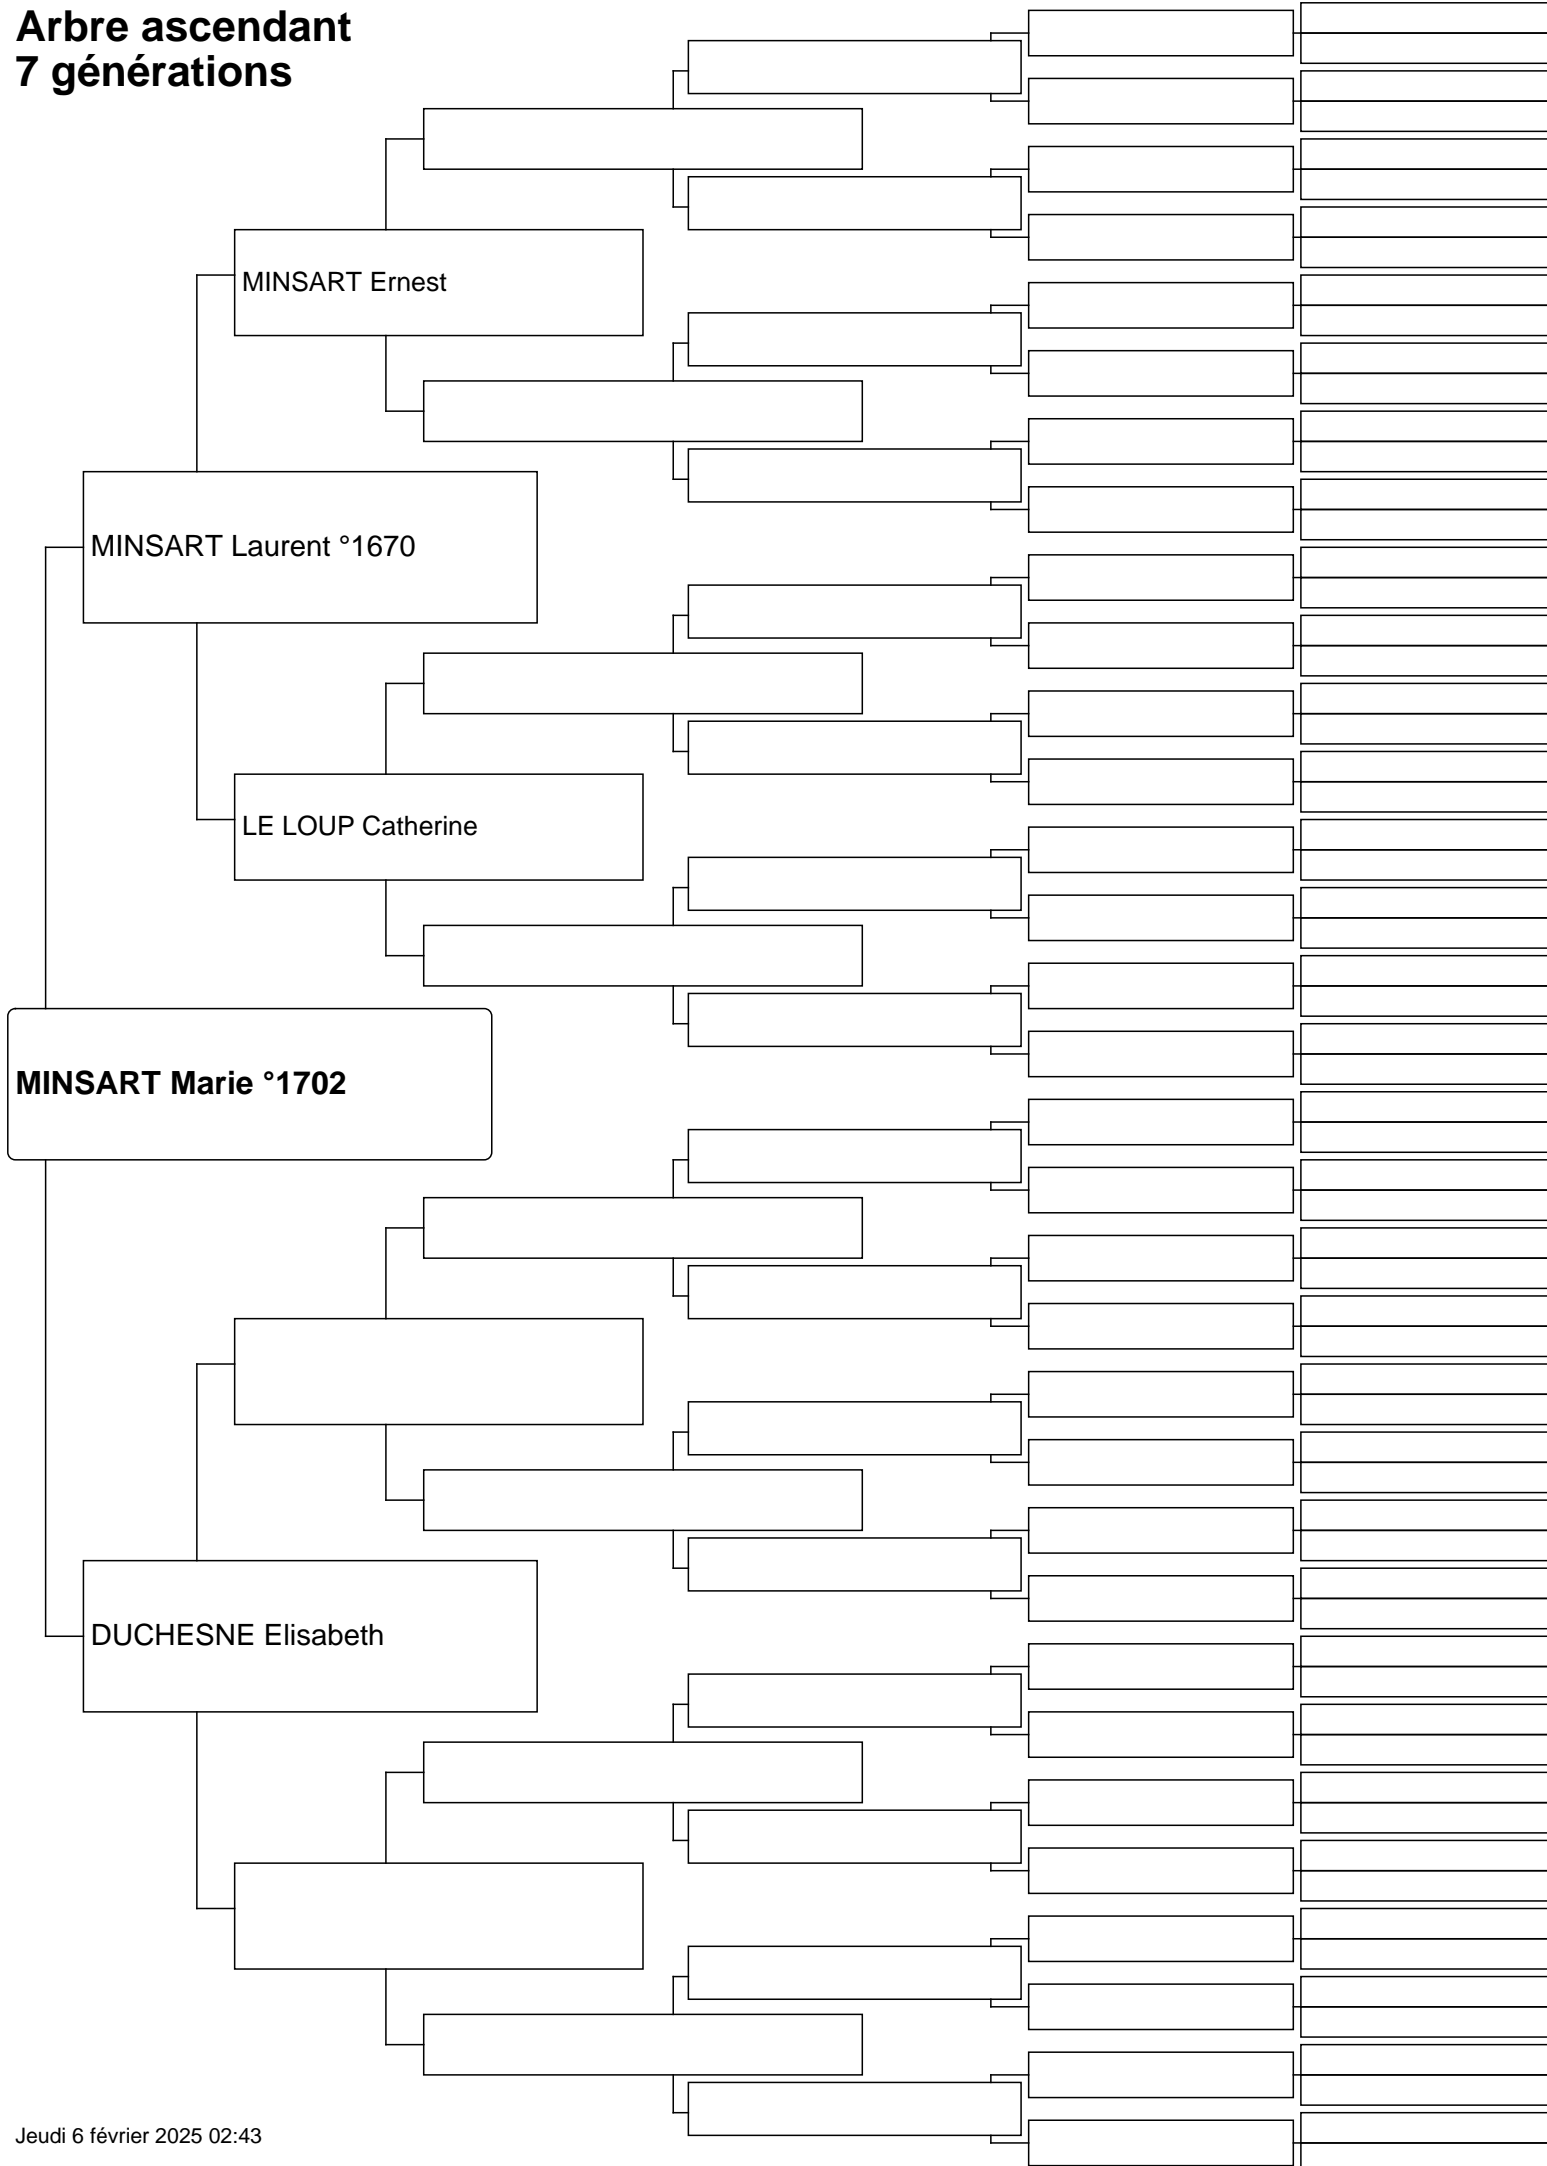 Arbre ascendant
7 générations
MINSART Ernest
MINSART Laurent °1670
LE LOUP Catherine
MINSART Marie °1702
DUCHESNE Elisabeth
Jeudi 6 février 2025 02:43